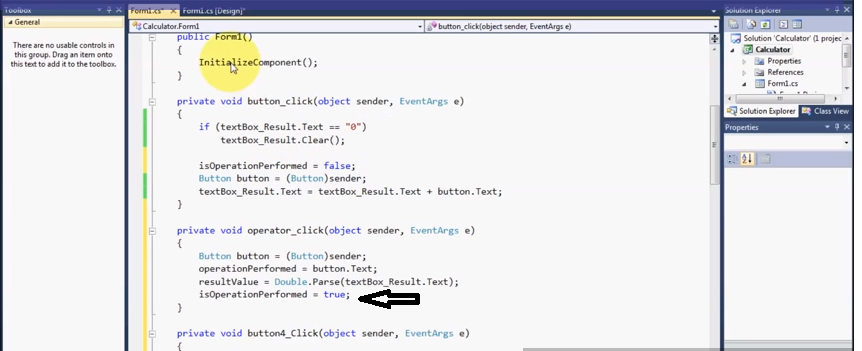 Toolbox
Form1.cs*
Form1.cs [Design]*
Solution Explorer
General
There are no usable controls in
this group. Drag an item onto
this text to add it to the toolbox.
Calculator.Form1
button_click(object sender, EventArgs e)
public Form1()
{
InitializeComponent();
}
private void button_click(object sender, EventArgs e)
{
if (textBox_Result.Text == "0")
textBox_Result.Clear();
isOperationPerformed = false;
Button button = (Button)sender;
textBox_Result.Text = textBox_Result.Text + button.Text;
}
private void operator_click(object sender, EventArgs e)
{
Button button = (Button)sender;
operationPerformed = button.Text;
resultValue = Double.Parse(textBox_Result.Text);
isOperationPerformed = true;
}
private void button4_Click(object sender, EventArgs e)
{
Solution 'Calculator' (1 projec
Calculator
Properties
References
Form1.cs
Solution Explorer
Class View
Properties